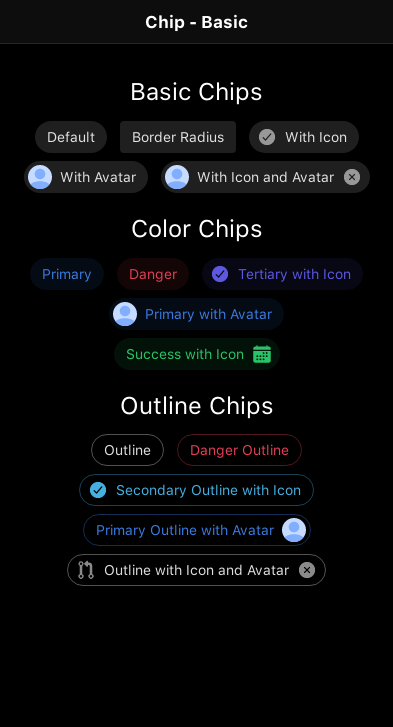 Chip - Basic
Basic Chips
Default Border Radius With Icon
With Avatar With Icon and Avatar
Color Chips
Primary Danger Tertiary with Icon
Primary with Avatar
Success with Icon
Outline Chips
Outline Danger Outline
Secondary Outline with Icon
Primary Outline with Avatar
Outline with Icon and Avatar